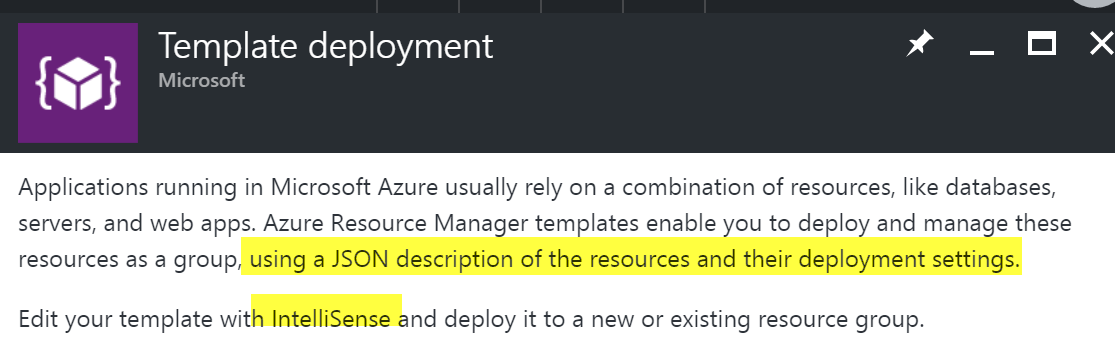 Template deployment
Microsoft
Applications running in Microsoft Azure usually rely on a combination of resources, like databases,
servers, and web apps. Azure Resource Manager templates enable you to deploy and manage these
resources as a group, using a JSON description of the resources and their deployment settings.
Edit your template with IntelliSense and deploy it to a new or existing resource group.